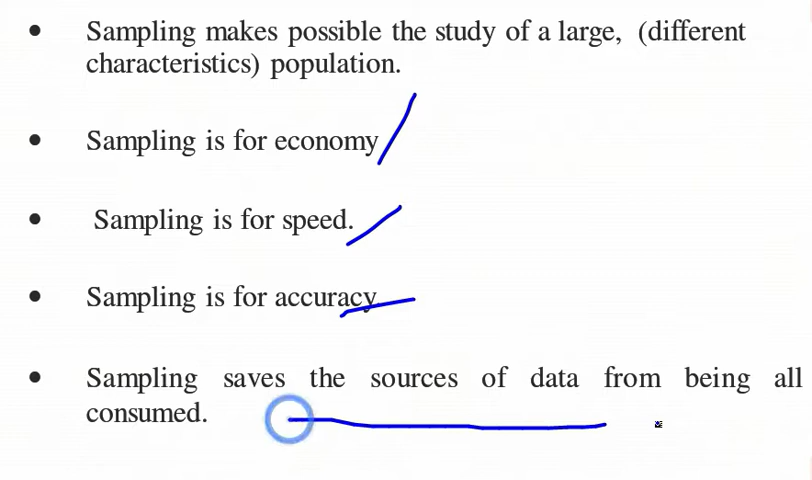 • Sampling makes possible the study of a large, (different
characteristics) population.
• Sampling is for economy
• Sampling is for speed.
• Sampling is for accuracy
• Sampling saves the sources of data from being all
consumed.